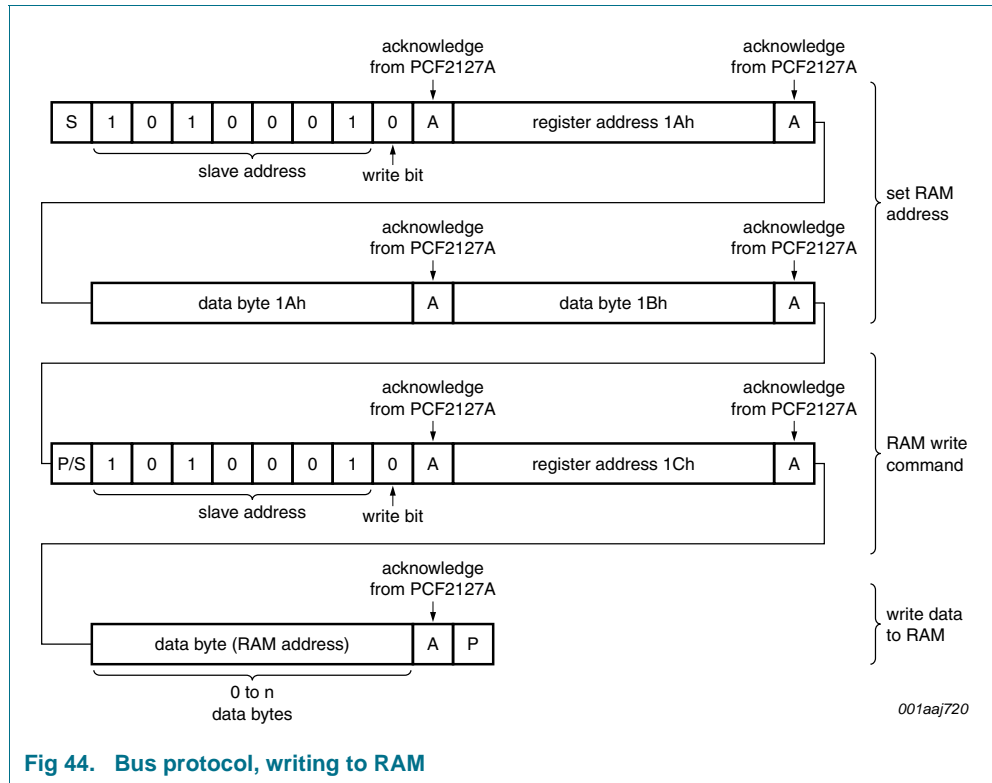 acknowledge acknowledge
from PCF2127A from PCF2127A
S 1 0 1 0 0 0 1 0 A register address 1Ah A
slave address write bit
set RAM
address
acknowledge acknowledge
from PCF2127A from PCF2127A
data byte 1Ah A data byte 1Bh A
acknowledge acknowledge
from PCF2127A from PCF2127A
P/S 1 0 1 0 0 0 1 0 A register address 1Ch A
slave address write bit
RAM write
command
acknowledge
from PCF2127A
data byte (RAM address) A P
write data
to RAM
0 to n
data bytes
001aaj720
Fig 44. Bus protocol, writing to RAM